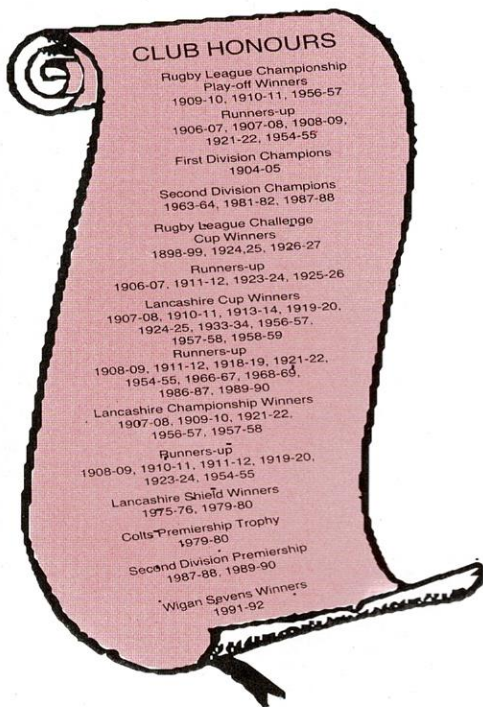 CLUB HONOURS
Rugby League Championship
Play-off Winners
1909-10, 1910-11, 1956-57
Runners-up
1906-07, 1907-08, 1908-09,
1921-22, 1954-55
First Division Champions
1904-05
Second Division Champions
1963-64, 1981-82, 1987-88
Rugby League Challenge
Cup Winners
1898-99, 1924,25, 1926-27
Runners-up
1906-07, 1911-12, 1923-24, 1925-26
Lancashire Cup Winners
1907-08, 1910-11, 1913-14, 1919-20,
1924-25, 1933-34, 1956-57,
1957-58, 1958-59
Runners-up
1908-09, 1911-12, 1918-19, 1921-22,
1954-55, 1966-67, 1968-69,
1986-87, 1989-90
Lancashire Championship Winners
1907-08, 1909-10, 1921-22,
1956-57, 1957-58
Runners-up
1908-09, 1910-11, 1911-12, 1919-20,
1923-24, 1954-55
Lancashire Shield Winners
1975-76, 1979-80
Colts Premiership Trophy
1979-80
Second Division Premiership
1987-88, 1989-90
Wigan Sevens Winners
1991-92